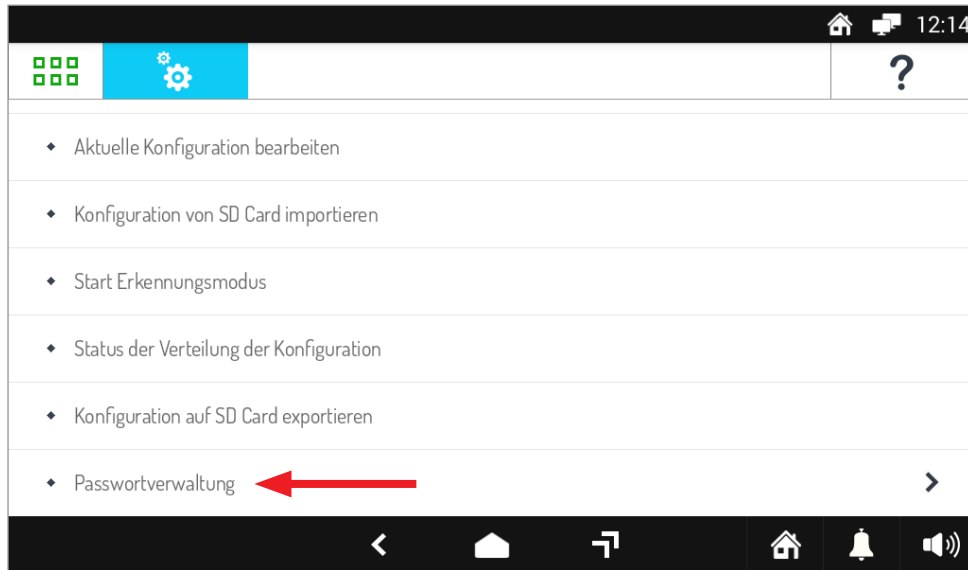 12:14
?
Aktuelle Konfiguration bearbeiten
Konfiguration von SD Card importieren
Start Erkennungsmodus
Status der Verteilung der Konfiguration
Konfiguration auf SD Card exportieren
Passwortverwaltung